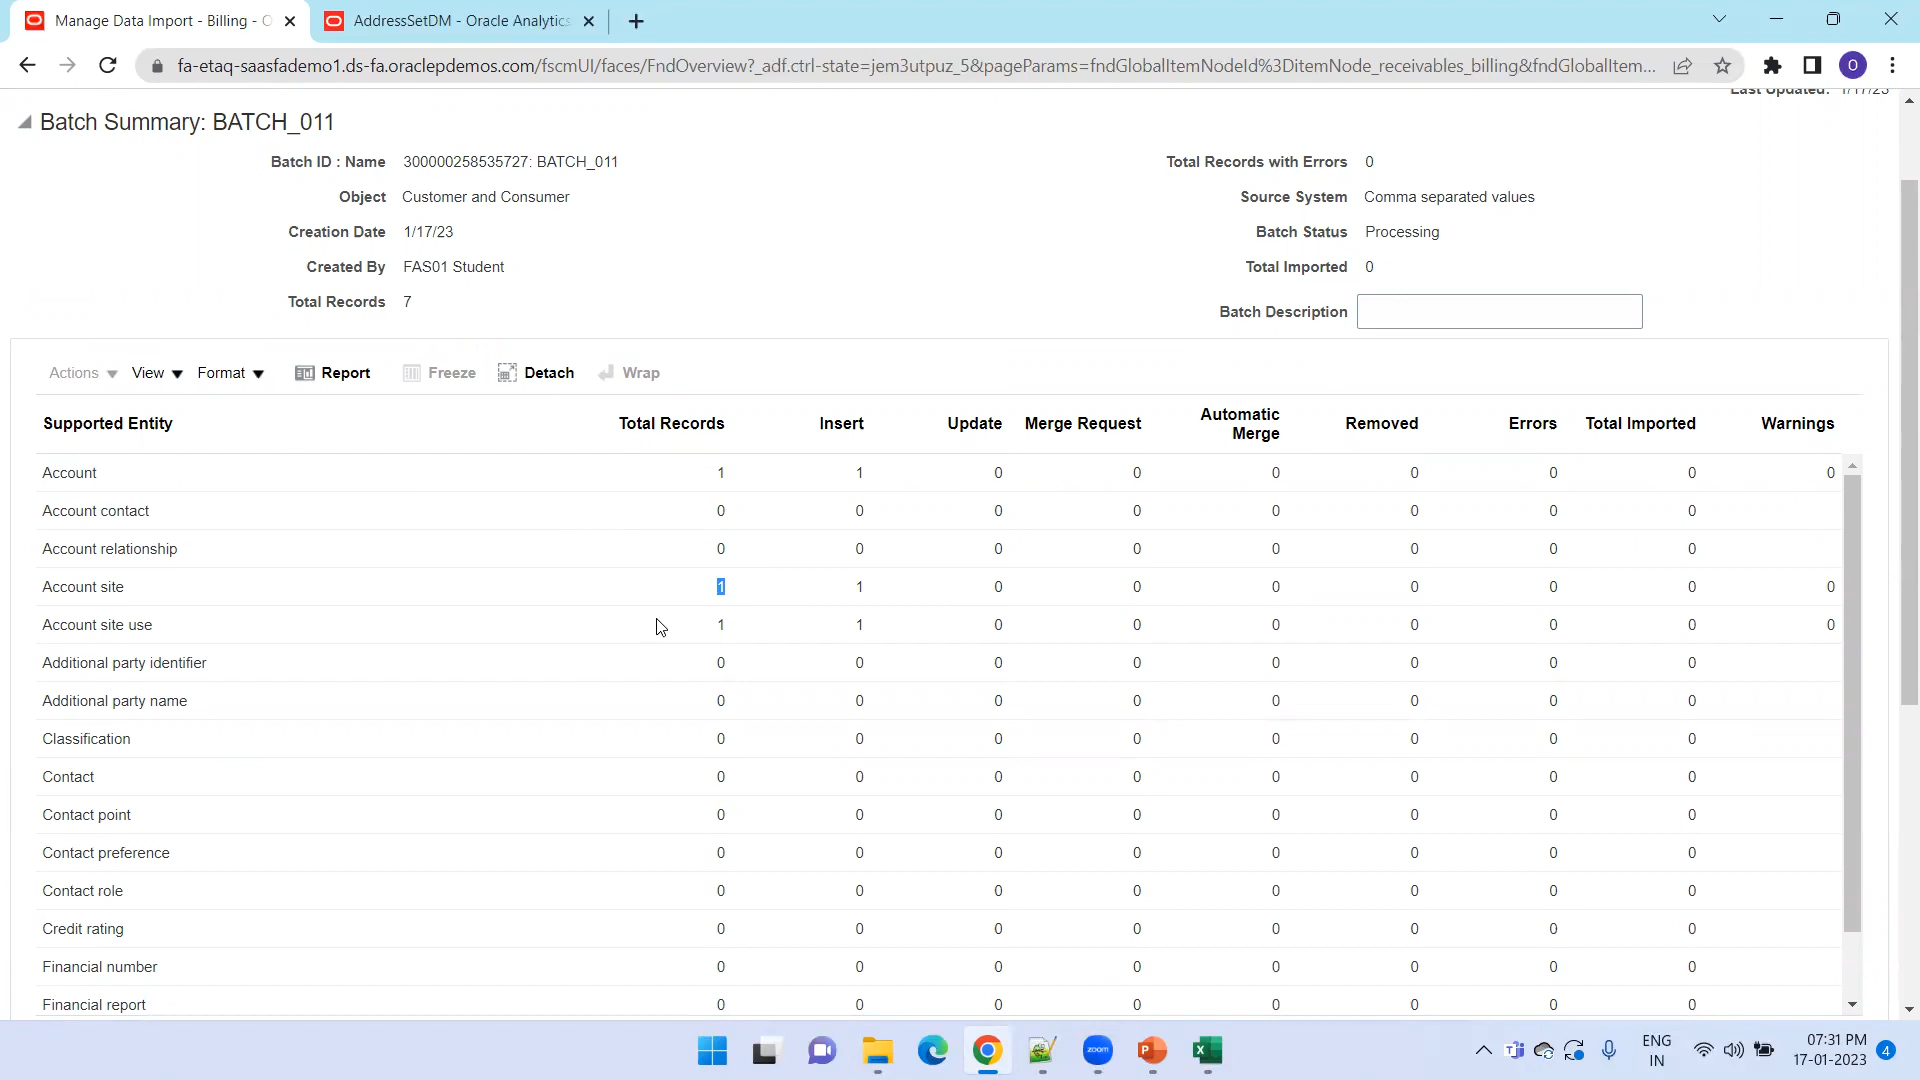 Manage Data Import - Billing - O
AddressSetDM - Oracle Analytics
fa-etaq-saasfademo1.ds-fa.oraclepdemos.com/fscmUI/faces/FndOverview?_adf.ctrl-state=jem3utpuz_5&pageParams=fndGlobalItemNodeId%3DitemNode_receivables_billing&fndGlobalItem...
O
Last Updated: 1/17/23
Batch Summary: BATCH_011
Batch ID : Name 300000258535727: BATCH_011
Total Records with Errors 0
Object Customer and Consumer
Source System Comma separated values
Creation Date 1/17/23
Batch Status Processing
Created By FAS01 Student
Total Imported 0
Total Records 7
Batch Description
Actions View Format Report Freeze Detach Wrap
Supported Entity Total Records Insert Update Merge Request Automatic Merge Removed Errors Total Imported Warnings
Account 1 1 0 0 0 0 0 0 0
Account contact 0 0 0 0 0 0 0 0
Account relationship 0 0 0 0 0 0 0 0
Account site 1 1 0 0 0 0 0 0 0
Account site use 1 1 0 0 0 0 0 0 0
Additional party identifier 0 0 0 0 0 0 0 0
Additional party name 0 0 0 0 0 0 0 0
Classification 0 0 0 0 0 0 0 0
Contact 0 0 0 0 0 0 0 0
Contact point 0 0 0 0 0 0 0 0
Contact preference 0 0 0 0 0 0 0 0
Contact role 0 0 0 0 0 0 0 0
Credit rating 0 0 0 0 0 0 0 0
Financial number 0 0 0 0 0 0 0 0
Financial report 0 0 0 0 0 0 0 0
zoom
ENG
IN
07:31 PM
17-01-2023
4